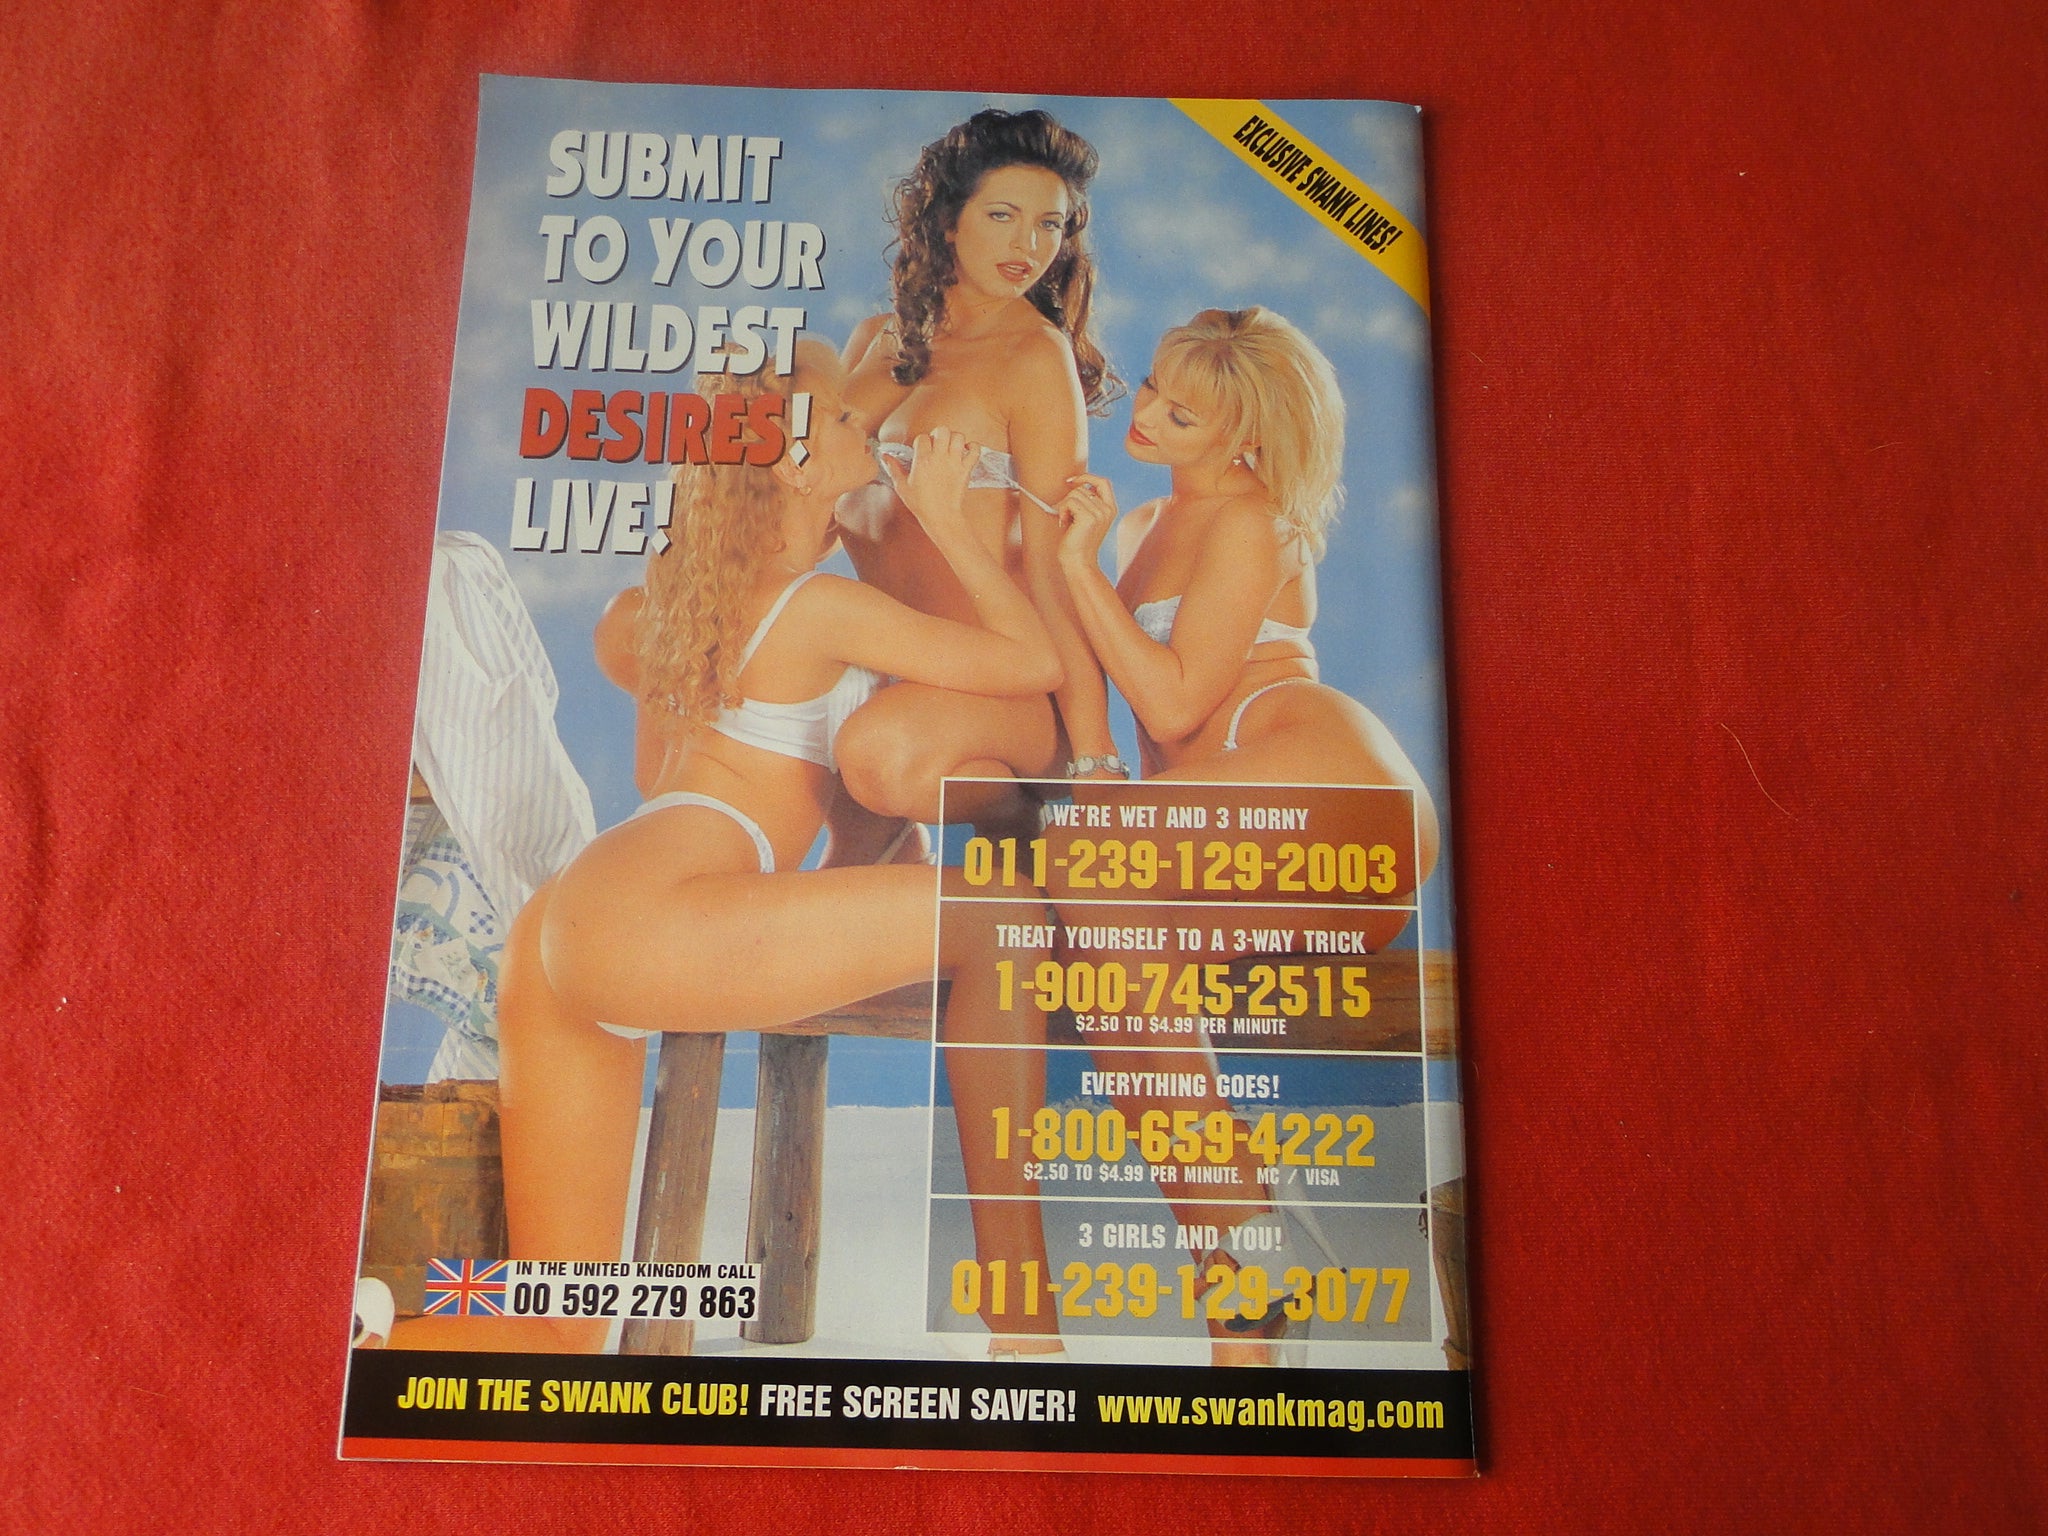 EXCLUSIVE SWANK LINES!
SUBMIT
TO YOUR
WILDEST
DESIRES!
LIVE!
WE'RE WET AND 3 HORNY
011-239-129-2003
TREAT YOURSELF TO A 3-WAY TRICK
1-900-745-2515
$2.50 TO $4.99 PER MINUTE
EVERYTHING GOES!
1-800-659-4222
$2.50 TO $4.99 PER MINUTE. MC / VISA
3 GIRLS AND YOU!
011-239-129-3077
IN THE UNITED KINGDOM CALL
00 592 279 863
JOIN THE SWANK CLUB! FREE SCREEN SAVER! www.swankmag.com